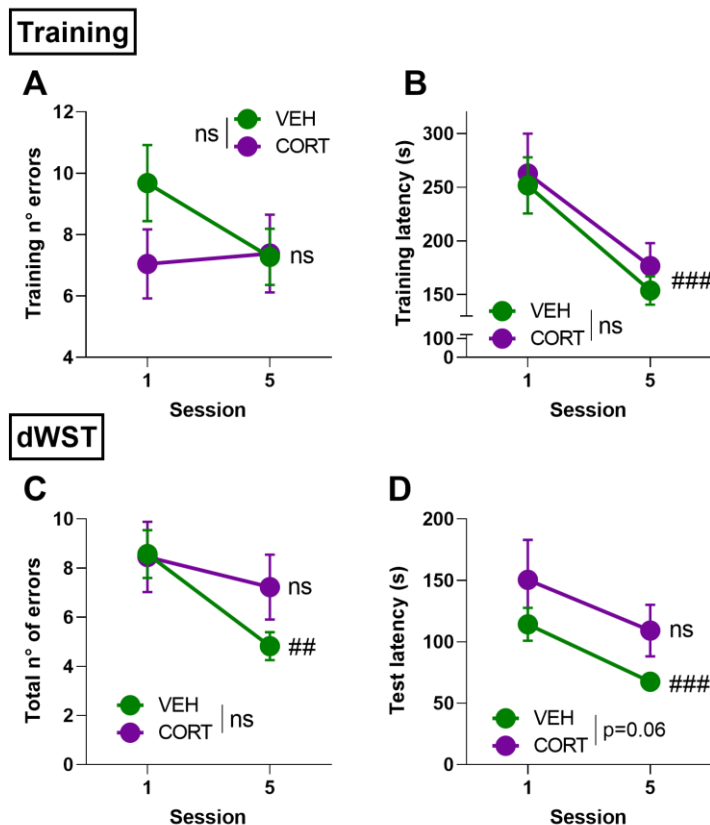 Training
A
B
12
10
8
6
4
Training n° errors
ns
VEH
CORT
ns
1
5
Session
300
250
200
150
100
0
Training latency (s)
###
VEH
CORT
ns
1
5
Session
dWST
C
D
10
8
6
4
2
0
Total n° of errors
ns
##
VEH
CORT
ns
1
5
Session
200
150
100
50
0
Test latency (s)
ns
###
VEH
CORT
p=0.06
1
5
Session